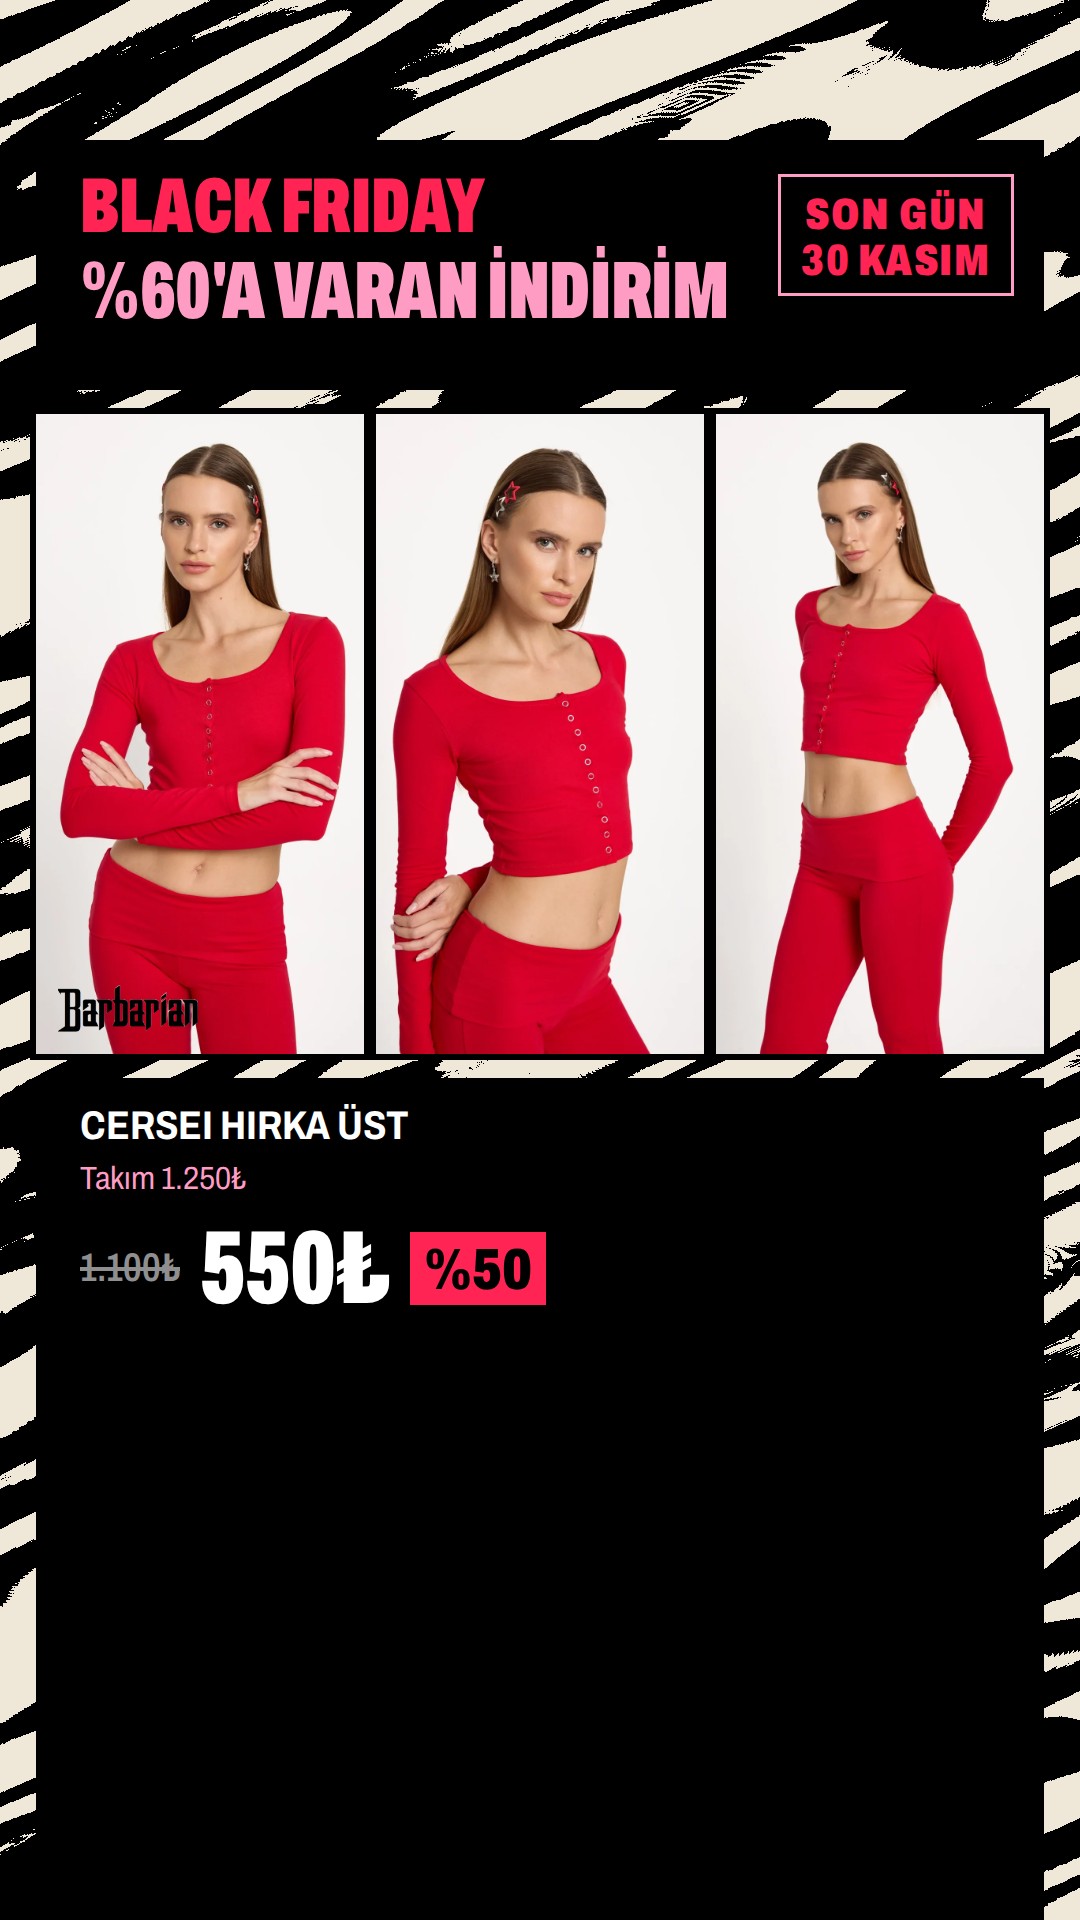 BLACK FRIDAY
%60'A VARAN İNDİRİM
SON GÜN
30 KASIM
Barbarian
CERSEI HIRKA ÜST
Takım 1.250₺
1.100₺ 550₺ %50